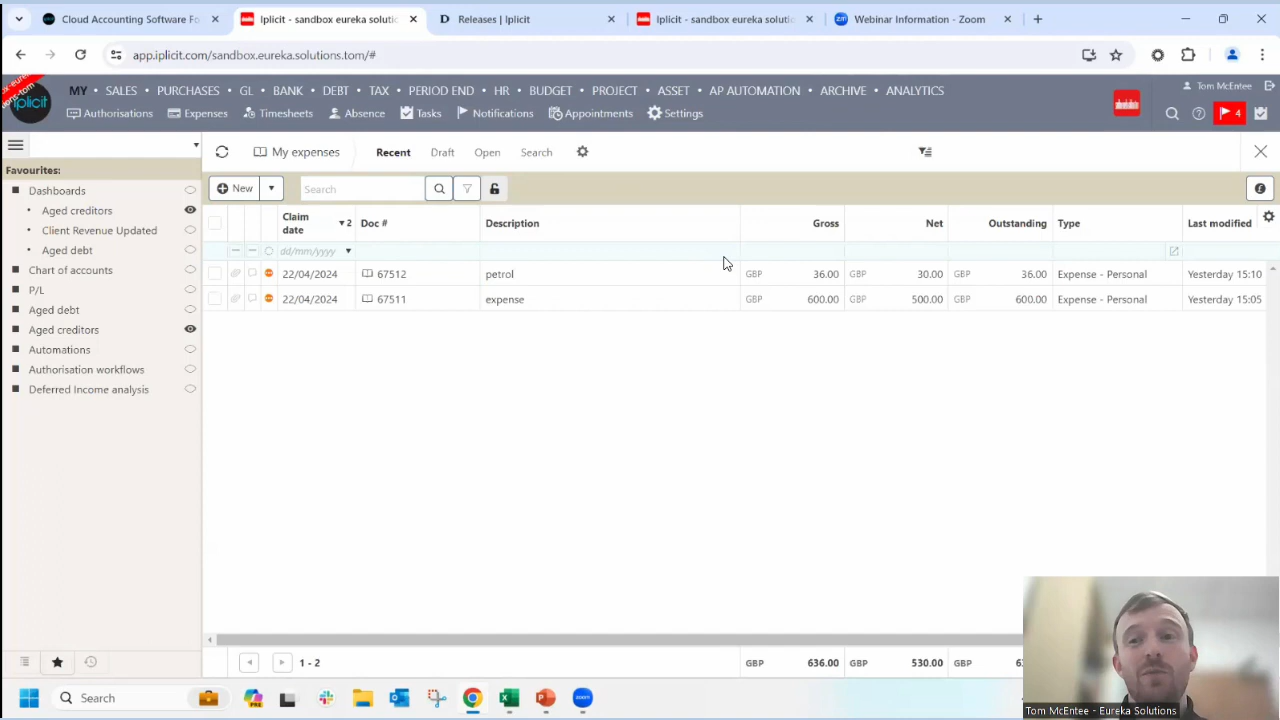 Cloud Accounting Software Fo
Iplicit - sandbox eureka solutio
Releases | Iplicit
Iplicit - sandbox eureka soluti
zm Webinar Information - Zoom
app.iplicit.com/sandbox.eureka.solutions.tom/#
iplicit
MY • SALES • PURCHASES • GL • BANK • DEBT • TAX • PERIOD END • HR • BUDGET • PROJECT • ASSET • AP AUTOMATION • ARCHIVE • ANALYTICS
Tom McEntee
Authorisations Expenses Timesheets Absence Tasks Notifications Appointments Settings
4
My expenses Recent Draft Open Search
Favourites:
New Search
Dashboards
Aged creditors
Client Revenue Updated
Aged debt
Chart of accounts
P/L
Aged debt
Aged creditors
Automations
Authorisation workflows
Deferred Income analysis
Claim date 2 Doc # Description Gross Net Outstanding Type Last modified
dd/mm/yyyy
22/04/2024 67512 petrol GBP 36.00 GBP 30.00 GBP 36.00 Expense - Personal Yesterday 15:10
22/04/2024 67511 expense GBP 600.00 GBP 500.00 GBP 600.00 Expense - Personal Yesterday 15:05
1 - 2 GBP 636.00 GBP 530.00 GBP
Search
PRE
zoom
Tom McEntee - Eureka Solutions